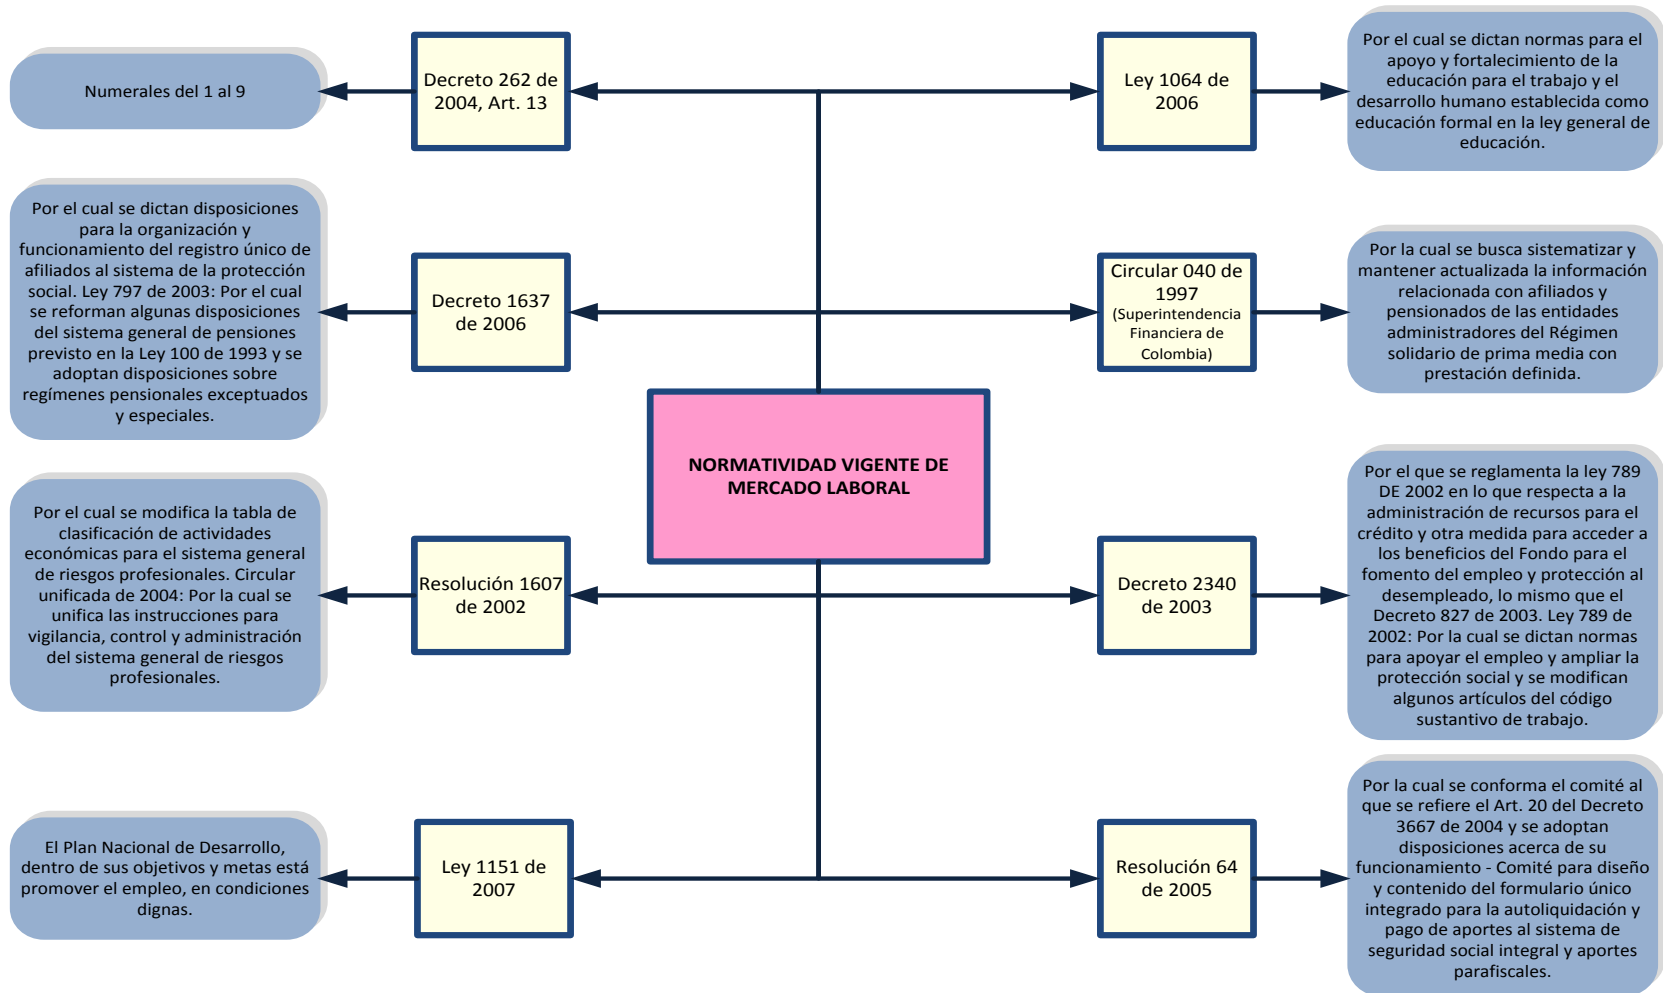 Numerales del 1 al 9
Decreto 262 de
2004, Art. 13
Ley 1064 de
2006
Por el cual se dictan normas para el
apoyo y fortalecimiento de la
educación para el trabajo y el
desarrollo humano establecida como
educación formal en la ley general de
educación.
Por el cual se dictan disposiciones
para la organización y
funcionamiento del registro único de
afiliados al sistema de la protección
social. Ley 797 de 2003: Por el cual
se reforman algunas disposiciones
del sistema general de pensiones
previsto en la Ley 100 de 1993 y se
adoptan disposiciones sobre
regímenes pensionales exceptuados
y especiales.
Decreto 1637
de 2006
Circular 040 de
1997
(Superintendencia
Financiera de
Colombia)
Por la cual se busca sistematizar y
mantener actualizada la información
relacionada con afiliados y
pensionados de las entidades
administradores del Régimen
solidario de prima media con
prestación definida.
NORMATIVIDAD VIGENTE DE
MERCADO LABORAL
Por el cual se modifica la tabla de
clasificación de actividades
económicas para el sistema general
de riesgos profesionales. Circular
unificada de 2004: Por la cual se
unifica las instrucciones para
vigilancia, control y administración
del sistema general de riesgos
profesionales.
Resolución 1607
de 2002
Decreto 2340
de 2003
Por el que se reglamenta la ley 789
DE 2002 en lo que respecta a la
administración de recursos para el
crédito y otra medida para acceder a
los beneficios del Fondo para el
fomento del empleo y protección al
desempleado, lo mismo que el
Decreto 827 de 2003. Ley 789 de
2002: Por la cual se dictan normas
para apoyar el empleo y ampliar la
protección social y se modifican
algunos artículos del código
sustantivo de trabajo.
El Plan Nacional de Desarrollo,
dentro de sus objetivos y metas está
promover el empleo, en condiciones
dignas.
Ley 1151 de
2007
Resolución 64
de 2005
Por la cual se conforma el comité al
que se refiere el Art. 20 del Decreto
3667 de 2004 y se adoptan
disposiciones acerca de su
funcionamiento - Comité para diseño
y contenido del formulario único
integrado para la autoliquidación y
pago de aportes al sistema de
seguridad social integral y aportes
parafiscales.